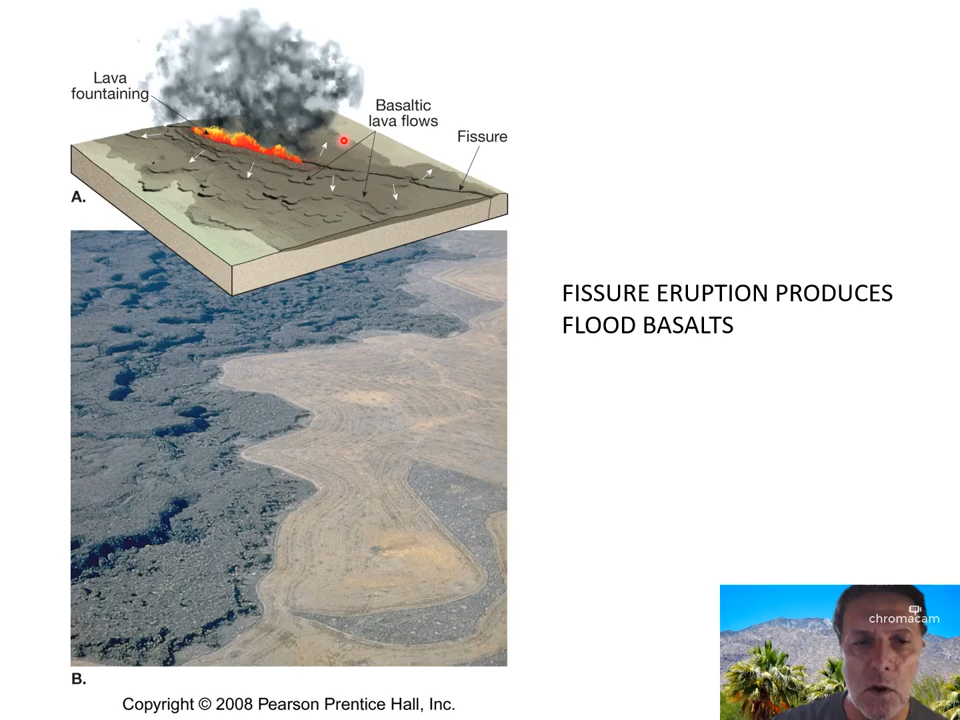 Lava
fountaining
Basaltic
lava flows
Fissure
A.
FISSURE ERUPTION PRODUCES
FLOOD BASALTS
chromacam
B.
Copyright © 2008 Pearson Prentice Hall, Inc.